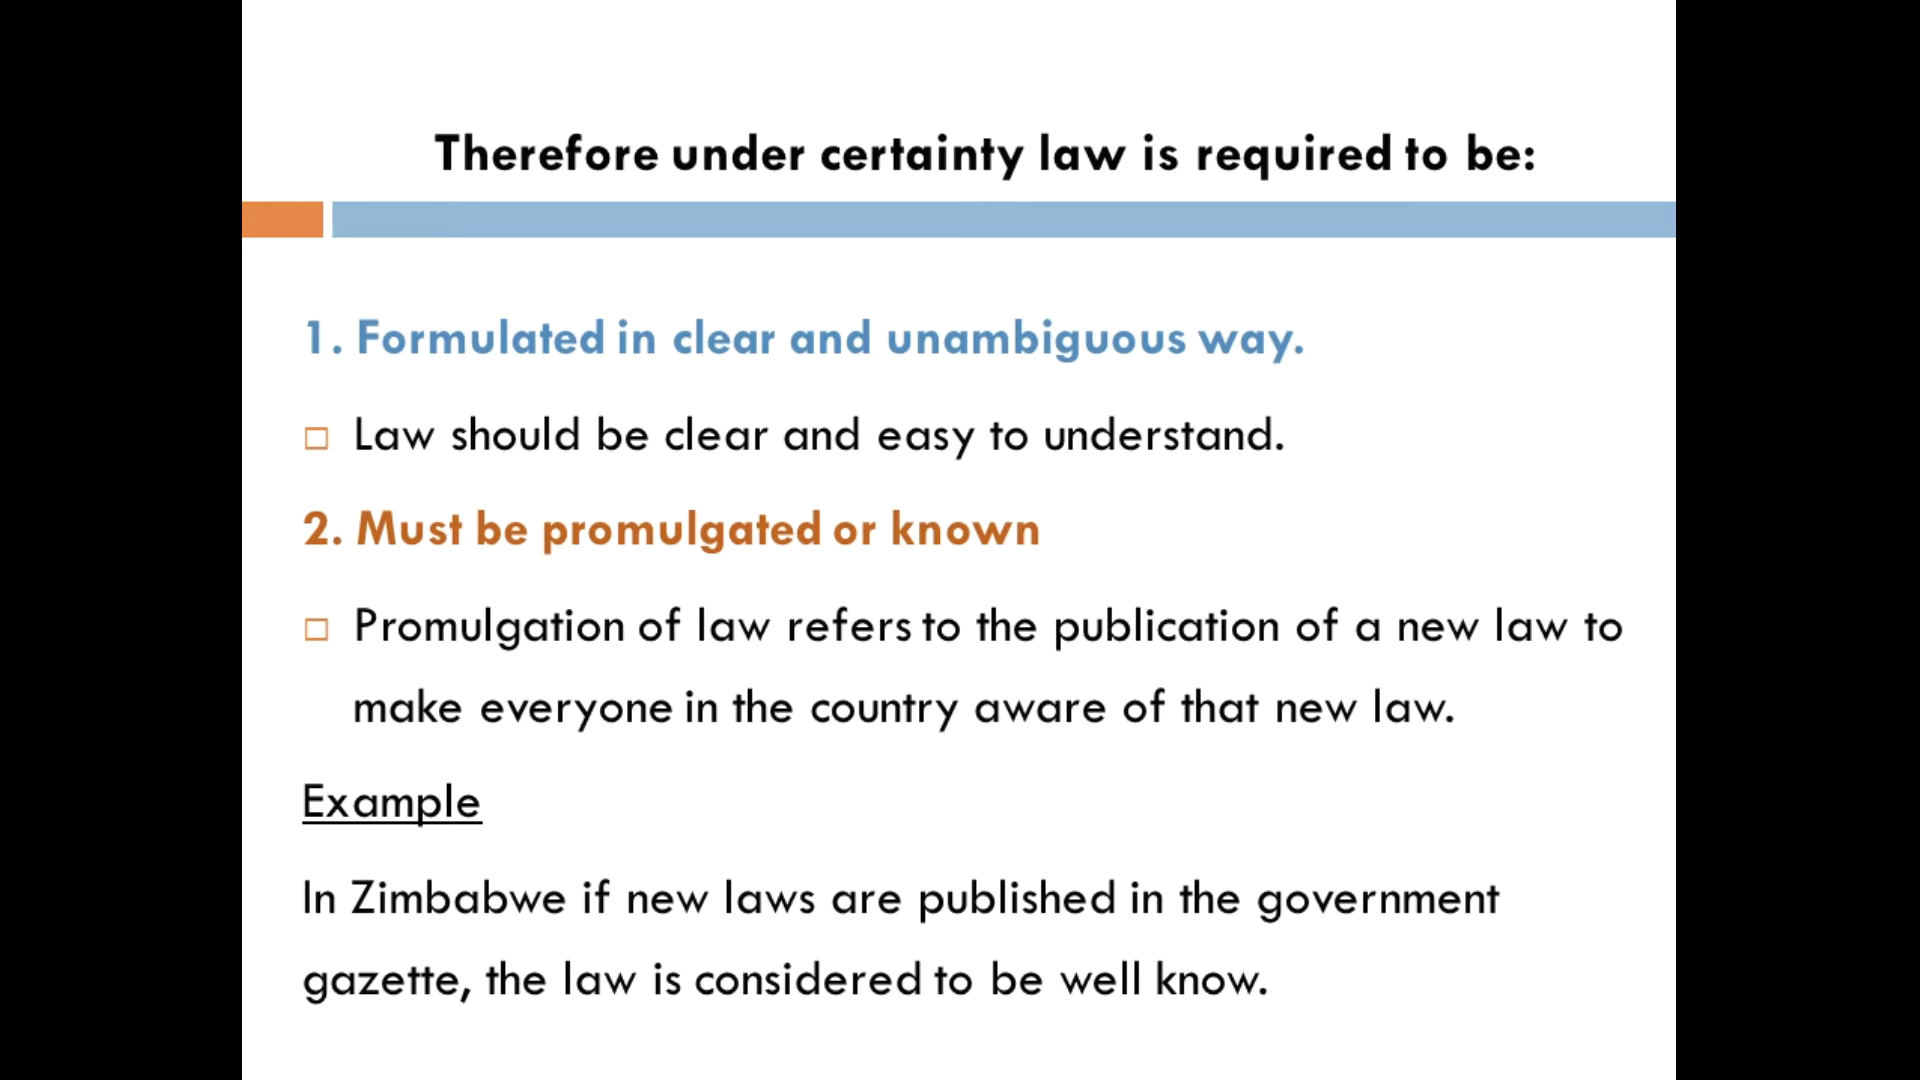 Therefore under certainty law is required to be:
1. Formulated in clear and unambiguous way.
Law should be clear and easy to understand.
2. Must be promulgated or known
Promulgation of law refers to the publication of a new law to
make everyone in the country aware of that new law.
Example
In Zimbabwe if new laws are published in the government
gazette, the law is considered to be well know.